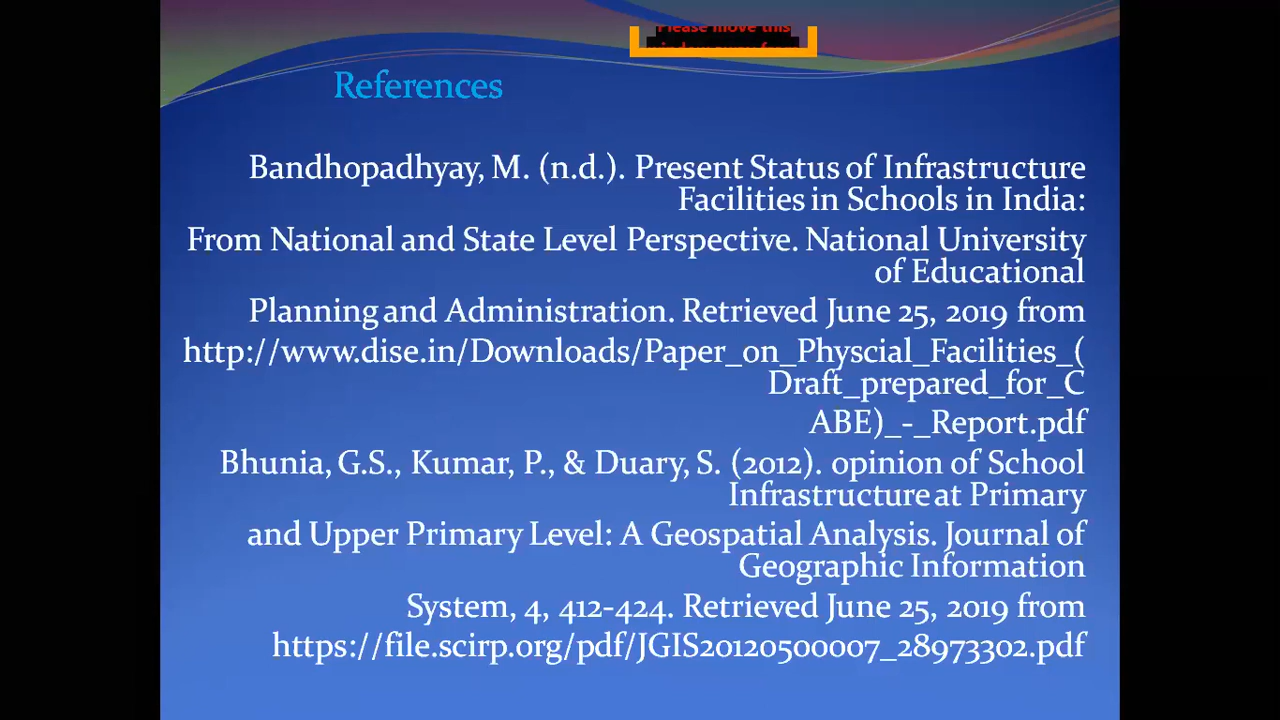 Please move this
References
Bandhopadhyay, M. (n.d.). Present Status of Infrastructure
Facilities in Schools in India:
From National and State Level Perspective. National University
of Educational
Planning and Administration. Retrieved June 25, 2019 from
http://www.dise.in/Downloads/Paper_on_Physcial_Facilities_(
Draft_prepared_for_C
ABE)_-_Report.pdf
Bhunia, G.S., Kumar, P., & Duary, S. (2012). opinion of School
Infrastructure at Primary
and Upper Primary Level: A Geospatial Analysis. Journal of
Geographic Information
System, 4, 412-424. Retrieved June 25, 2019 from
https://file.scirp.org/pdf/JGIS20120500007_28973302.pdf